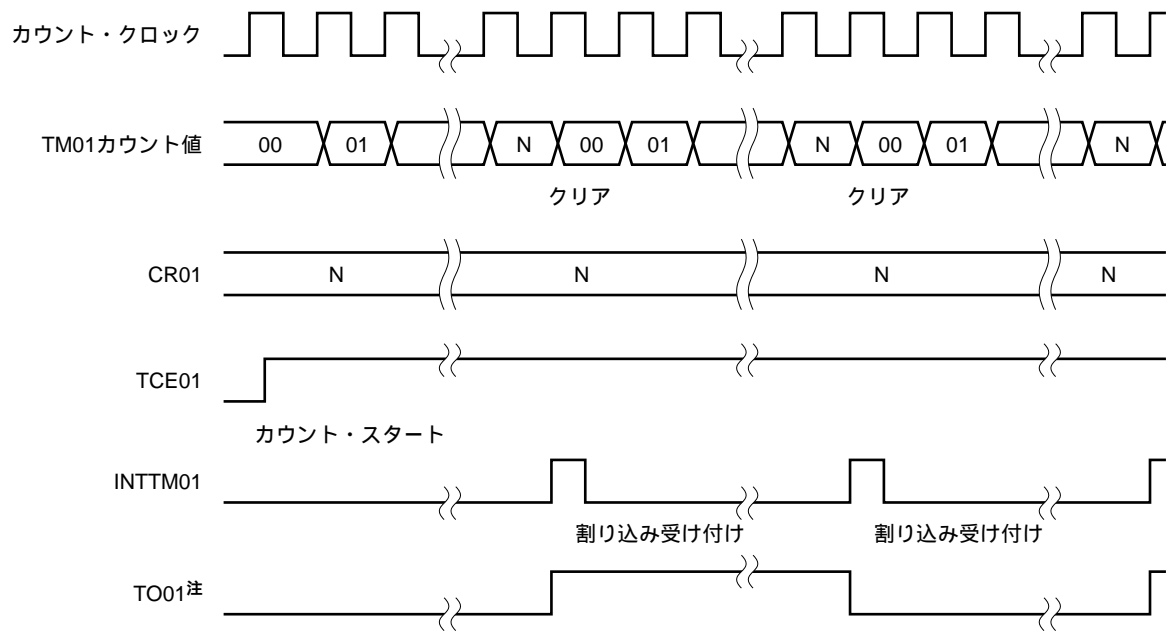 カウント・クロック
TM01カウント値 00 01 N 00 01 N 00 01 N
クリア クリア
CR01 N N N N
TCE01
カウント・スタート
INTTM01
割り込み受け付け 割り込み受け付け
TO01注